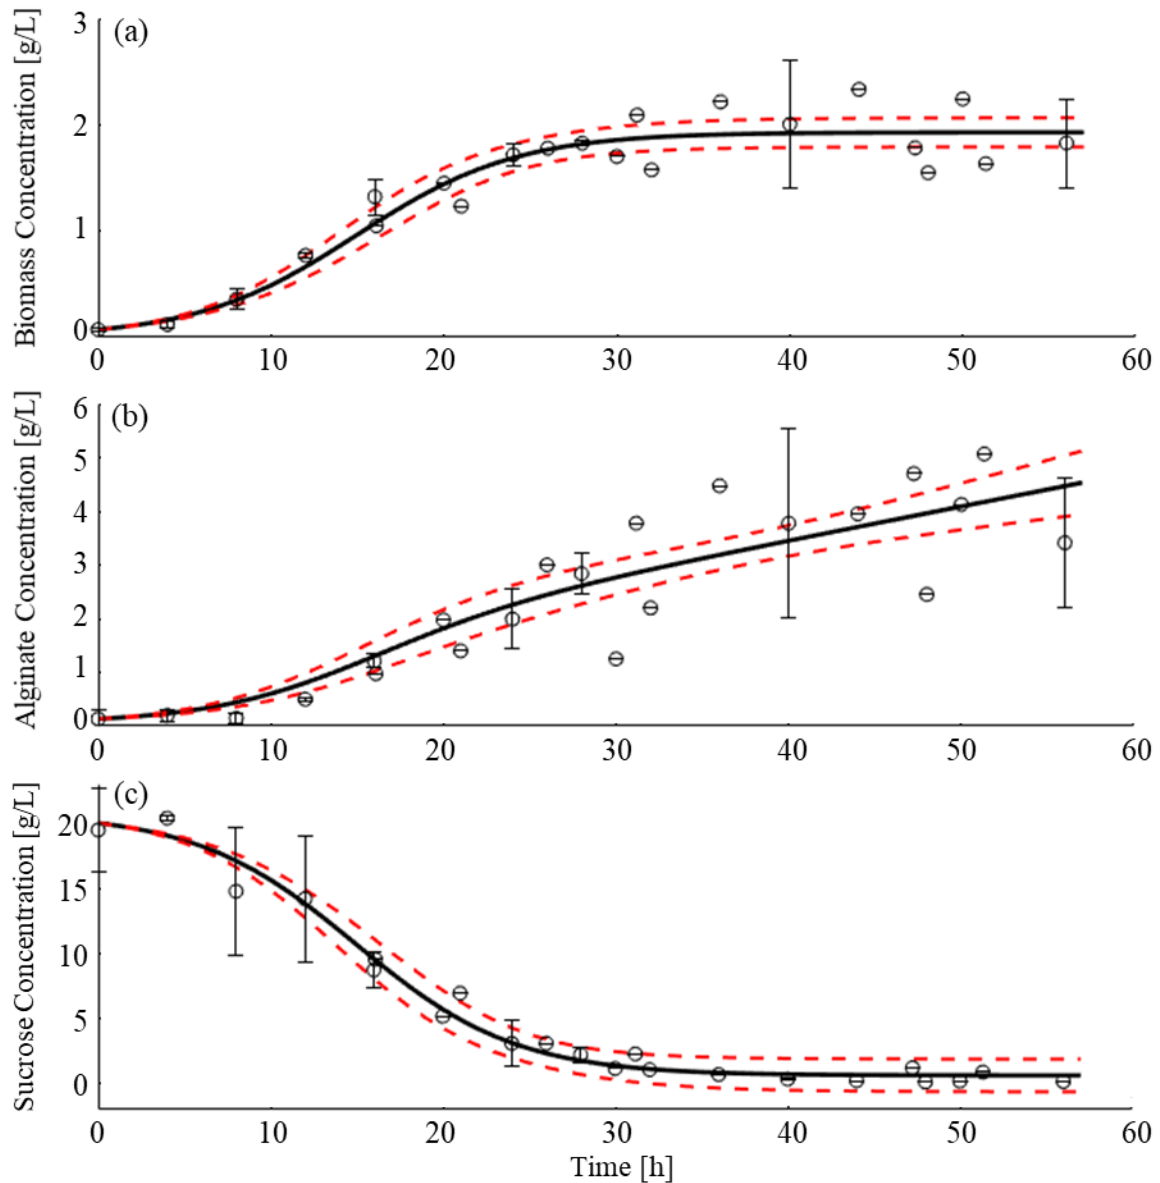 Biomass Concentration [g/L]
(a)
3
2
1
0
0 10 20 30 40 50 60
Alginate Concentration [g/L]
(b)
6
5
4
3
2
1
0
0 10 20 30 40 50 60
Sucrose Concentration [g/L]
(c)
20
15
10
5
0
0 10 20 30 40 50 60
Time [h]